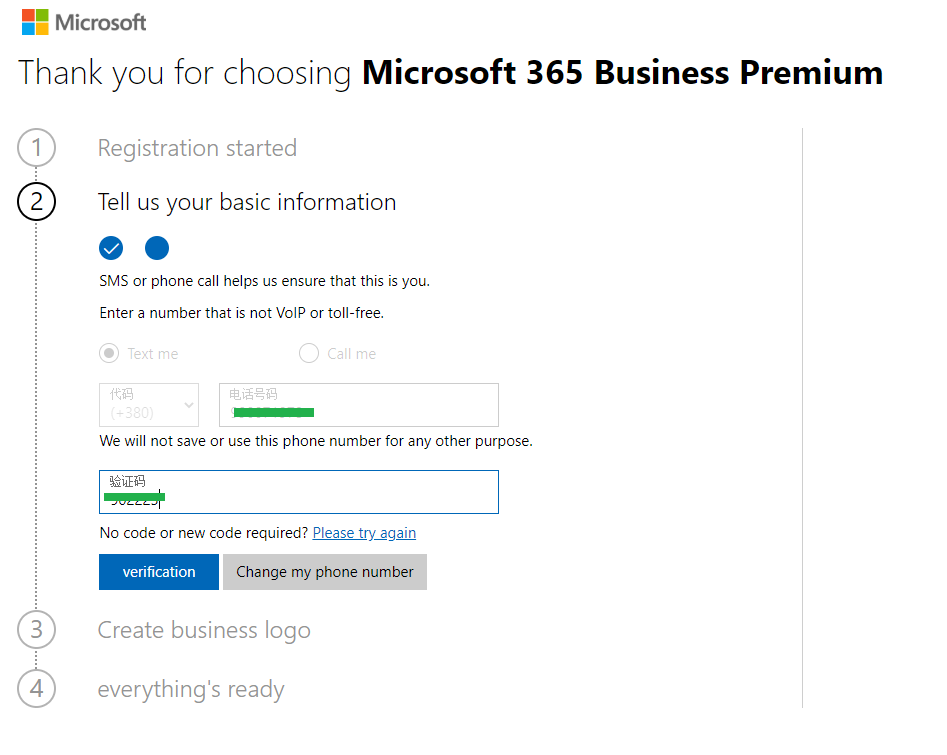 Microsoft
Thank you for choosing Microsoft 365 Business Premium
1 Registration started
2 Tell us your basic information
SMS or phone call helps us ensure that this is you.
Enter a number that is not VoIP or toll-free.
Text me Call me
代码 电话号码
(+380)
We will not save or use this phone number for any other purpose.
验证码
No code or new code required? Please try again
verification Change my phone number
3 Create business logo
4 everything's ready